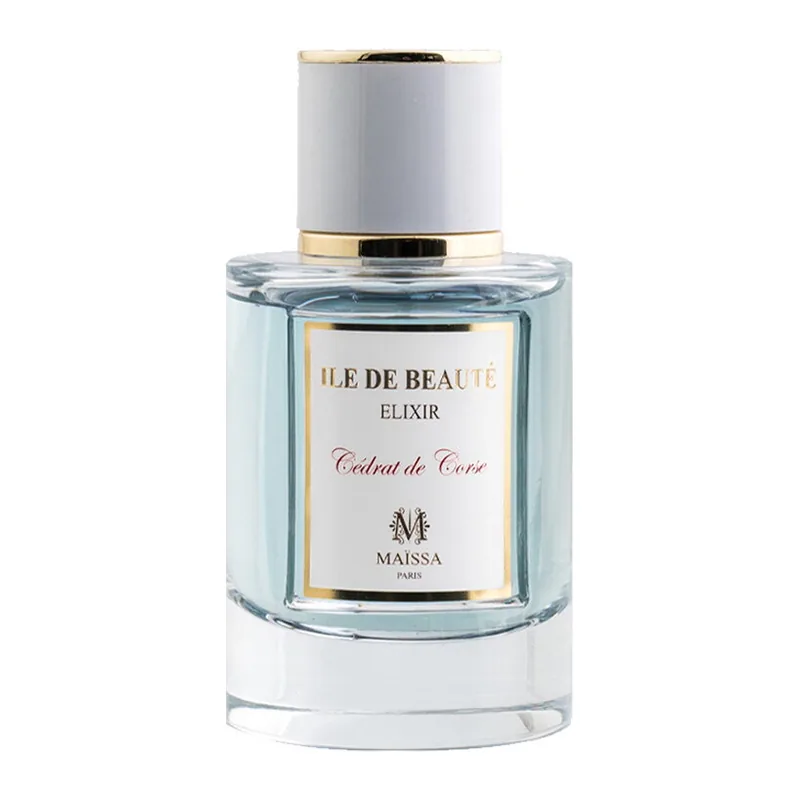 ILE DE BEAUTÉ
ELIXIR
Cédrat de Corse
M
MAÏSSA
PARIS